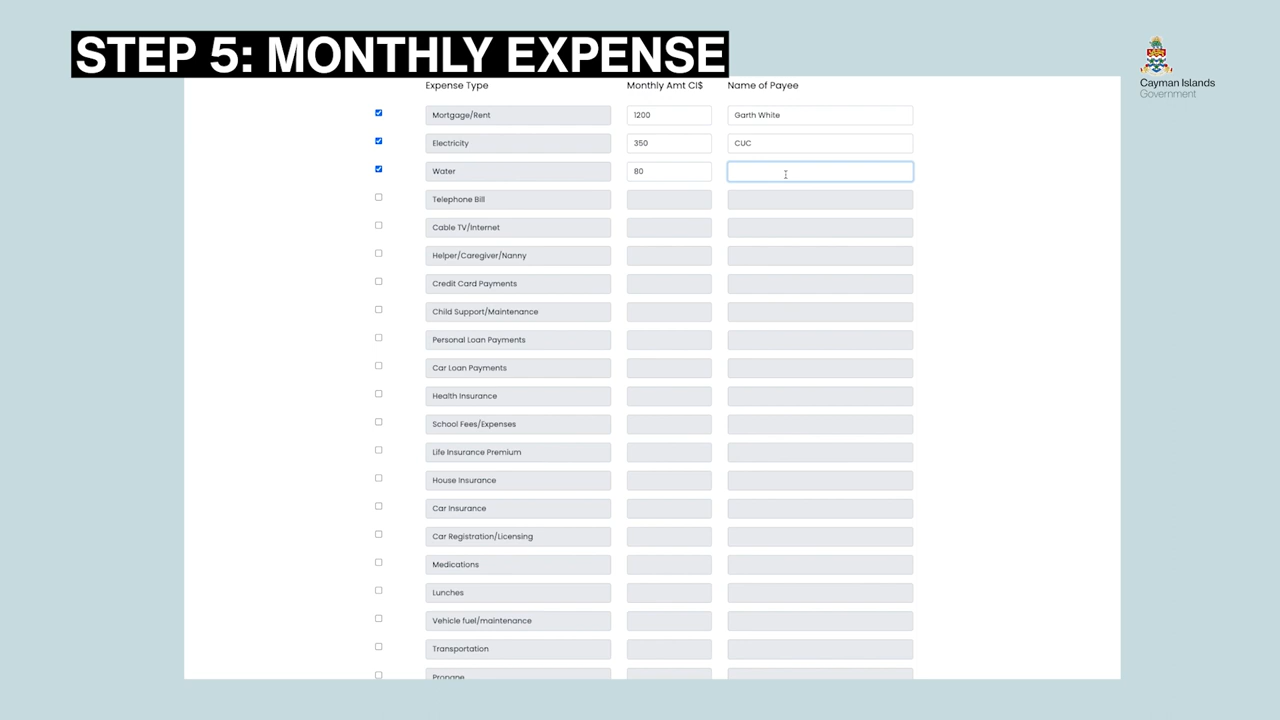 STEP 5: MONTHLY EXPENSE
Cayman Islands
Government
Expense Type Monthly Amt CI$ Name of Payee
Mortgage/Rent 1200 Garth White
Electricity 350 CUC
Water 80
Telephone Bill
Cable TV/Internet
Helper/Caregiver/Nanny
Credit Card Payments
Child Support/Maintenance
Personal Loan Payments
Car Loan Payments
Health Insurance
School Fees/Expenses
Life Insurance Premium
House Insurance
Car Insurance
Car Registration/Licensing
Medications
Lunches
Vehicle fuel/maintenance
Transportation
Propane